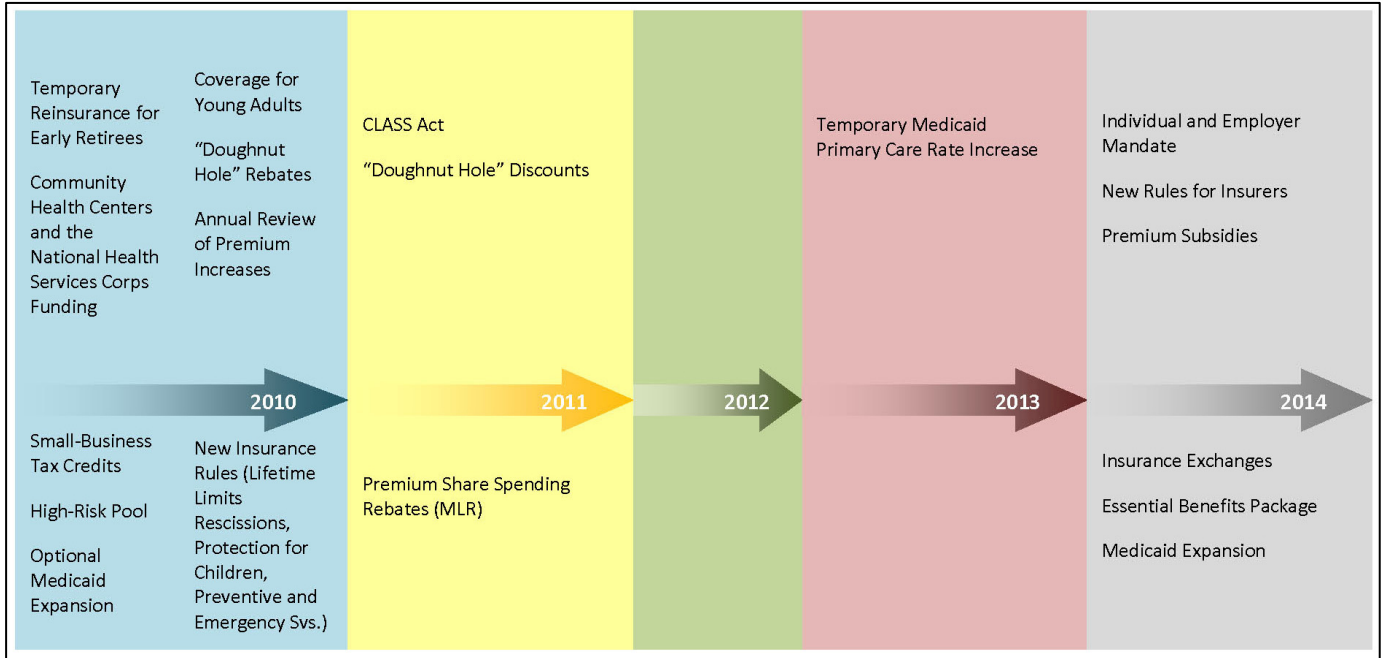 Temporary
Reinsurance for
Early Retirees
Community
Health Centers
and the
National Health
Services Corps
Funding
Coverage for
Young Adults
“Doughnut
Hole” Rebates
Annual Review
of Premium
Increases
CLASS Act
“Doughnut Hole” Discounts
Temporary Medicaid
Primary Care Rate Increase
Individual and Employer
Mandate
New Rules for Insurers
Premium Subsidies
2010
2011
2012
2013
2014
Small-Business
Tax Credits
High-Risk Pool
Optional
Medicaid
Expansion
New Insurance
Rules (Lifetime
Limits
Rescissions,
Protection for
Children,
Preventive and
Emergency Svs.)
Premium Share Spending
Rebates (MLR)
Insurance Exchanges
Essential Benefits Package
Medicaid Expansion